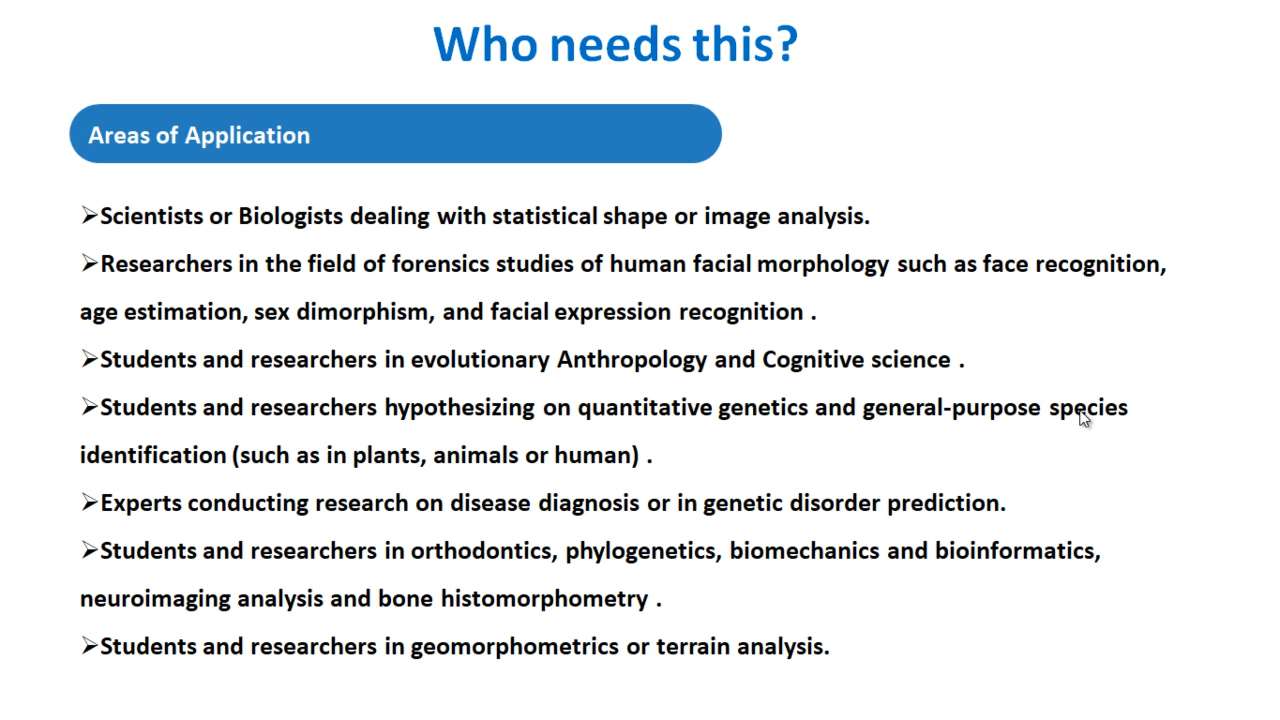 Who needs this?
Areas of Application
➢Scientists or Biologists dealing with statistical shape or image analysis.
➢Researchers in the field of forensics studies of human facial morphology such as face recognition,
age estimation, sex dimorphism, and facial expression recognition .
➢Students and researchers in evolutionary Anthropology and Cognitive science .
➢Students and researchers hypothesizing on quantitative genetics and general-purpose species
identification (such as in plants, animals or human) .
➢Experts conducting research on disease diagnosis or in genetic disorder prediction.
➢Students and researchers in orthodontics, phylogenetics, biomechanics and bioinformatics,
neuroimaging analysis and bone histomorphometry .
➢Students and researchers in geomorphometrics or terrain analysis.